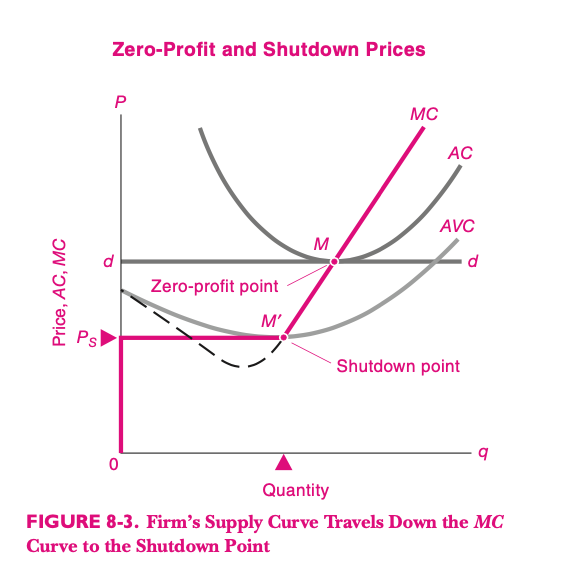 Zero-Profit and Shutdown Prices
P
MC
AC
AVC
M
d
d
Zero-profit point
Price, AC, MC
M′
PS
Shutdown point
0
q
Quantity
FIGURE 8-3. Firm’s Supply Curve Travels Down the MC
Curve to the Shutdown Point